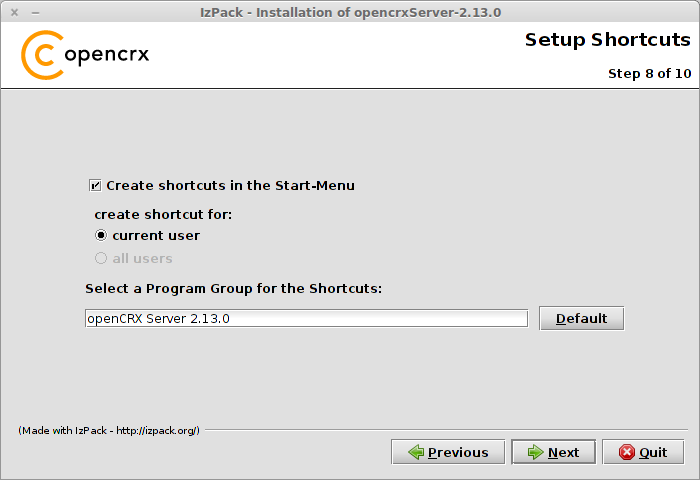 IzPack - Installation of opencrxServer-2.13.0
opencrx
Setup Shortcuts
Step 8 of 10
Create shortcuts in the Start-Menu
create shortcut for:
current user
all users
Select a Program Group for the Shortcuts:
openCRX Server 2.13.0
Default
(Made with IzPack - http://izpack.org/)
Previous
Next
Quit